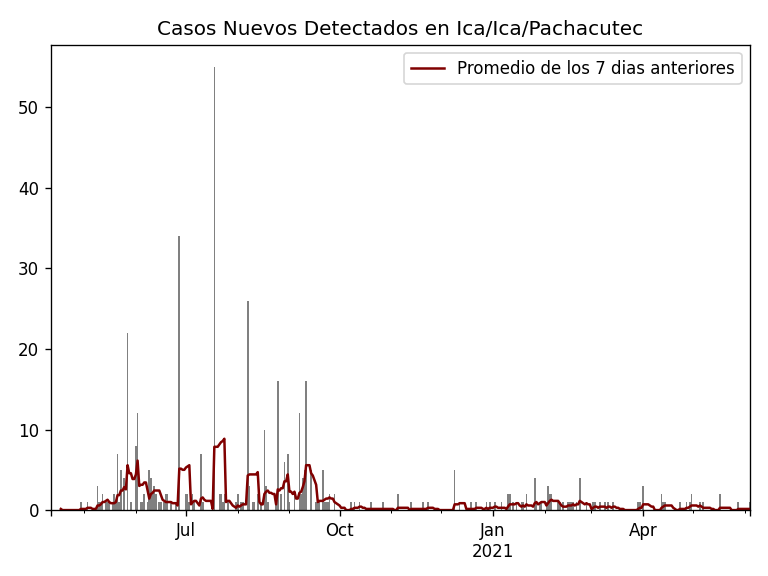 Casos Nuevos Detectados en Ica/Ica/Pachacutec
Promedio de los 7 dias anteriores
50
40
30
20
10
0
Jul
Oct
Jan
Apr
2021